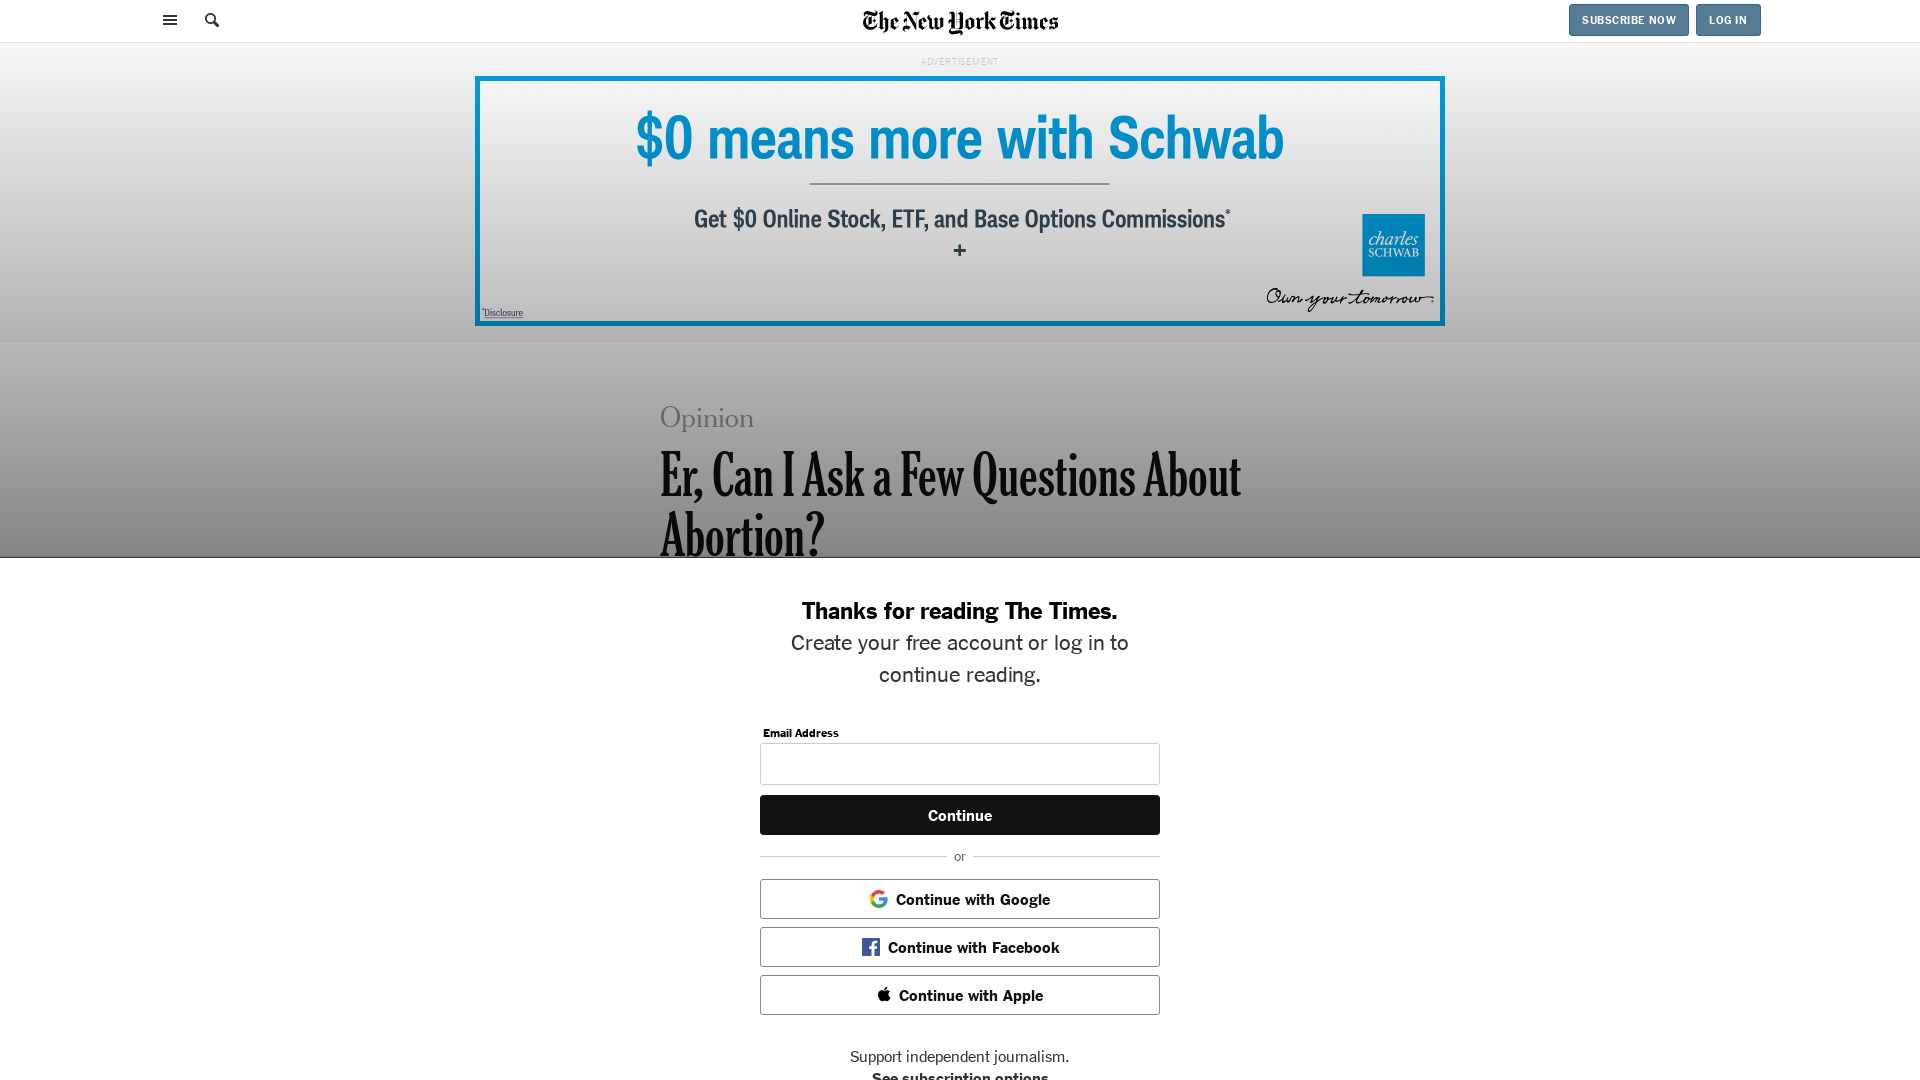 The New York Times
SUBSCRIBE NOW
LOG IN
ADVERTISEMENT
$0 means more with Schwab
Get $0 Online Stock, ETF, and Base Options Commissions*
+
charles
SCHWAB
Own your tomorrow
*Disclosure
Opinion
Er, Can I Ask a Few Questions About
Abortion?
Thanks for reading The Times.
Create your free account or log in to
continue reading.
Email Address
Continue
or
Continue with Google
Continue with Facebook
Continue with Apple
Support independent journalism.
See subscription options